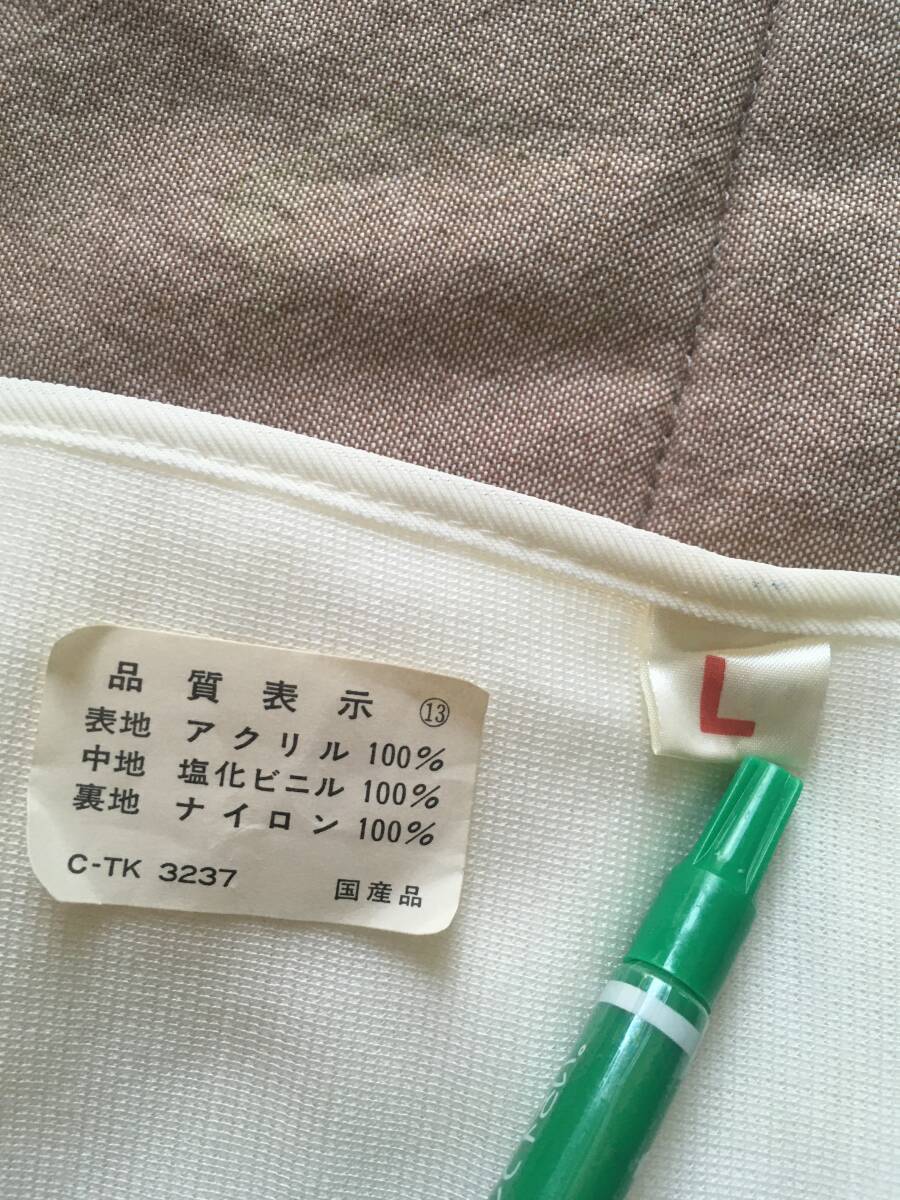 品質表示 ⑬
表地 アクリル 100%
中地 塩化ビニル 100%
裏地 ナイロン 100%
C-TK 3237 国産品
L